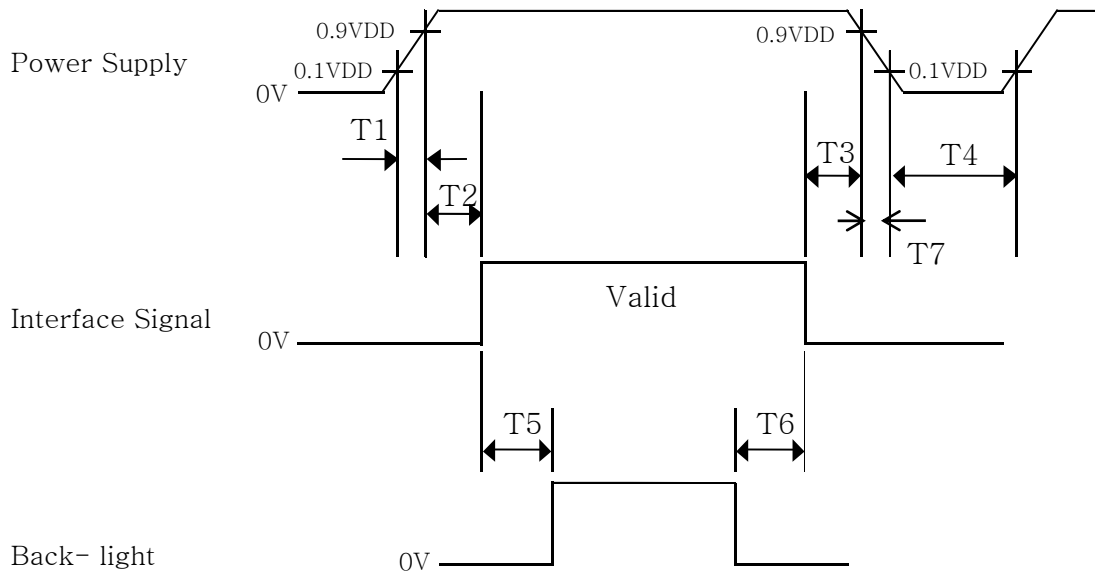 0.9VDD
0.9VDD
Power Supply
0.1VDD
0.1VDD
0V
T1
T3
T4
T2
T7
Valid
Interface Signal
0V
T5
T6
Back- light
0V